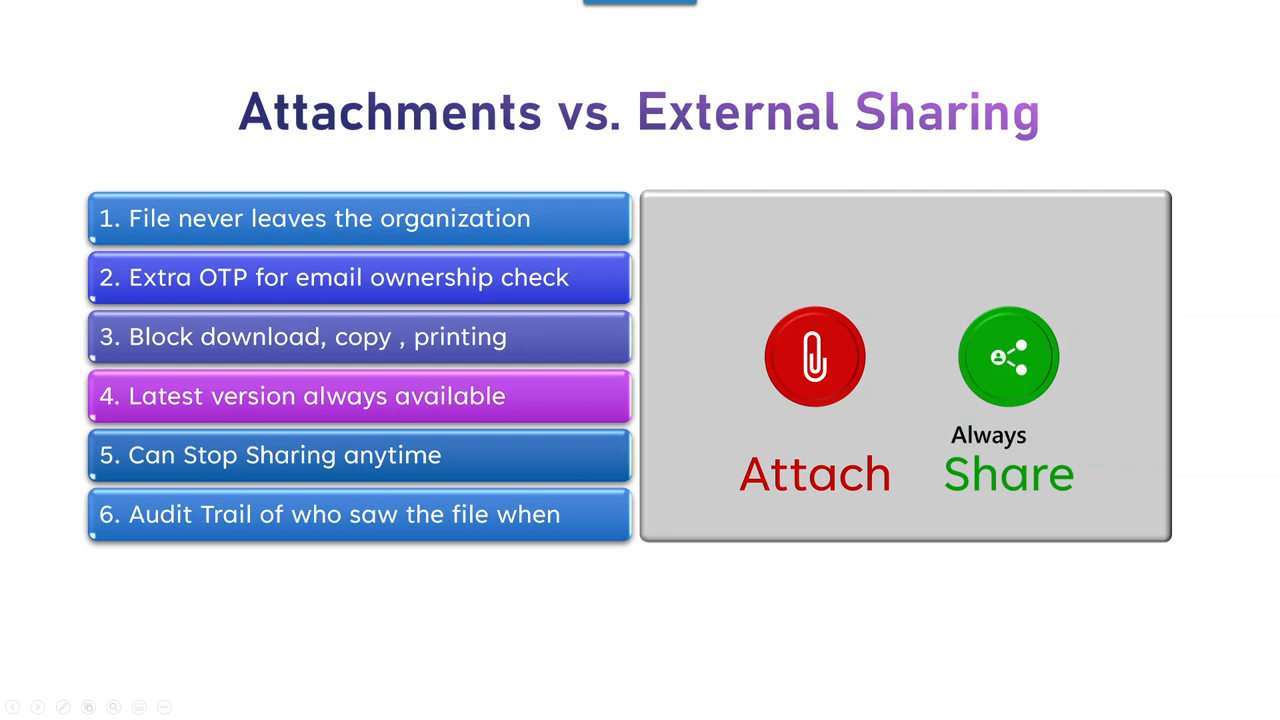 Attachments vs. External Sharing
1. File never leaves the organization
2. Extra OTP for email ownership check
3. Block download, copy , printing
4. Latest version always available
5. Can Stop Sharing anytime
6. Audit Trail of who saw the file when
Attach
Always
Share